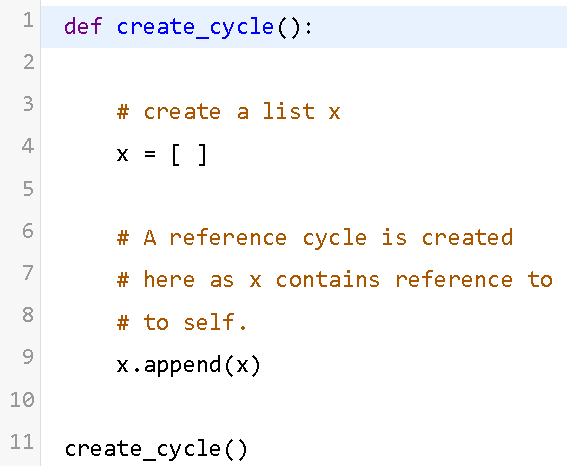 1 def create_cycle():
2
3     # create a list x
4     x = [ ]
5
6     # A reference cycle is created
7     # here as x contains reference to
8     # to self.
9     x.append(x)
10
11 create_cycle()